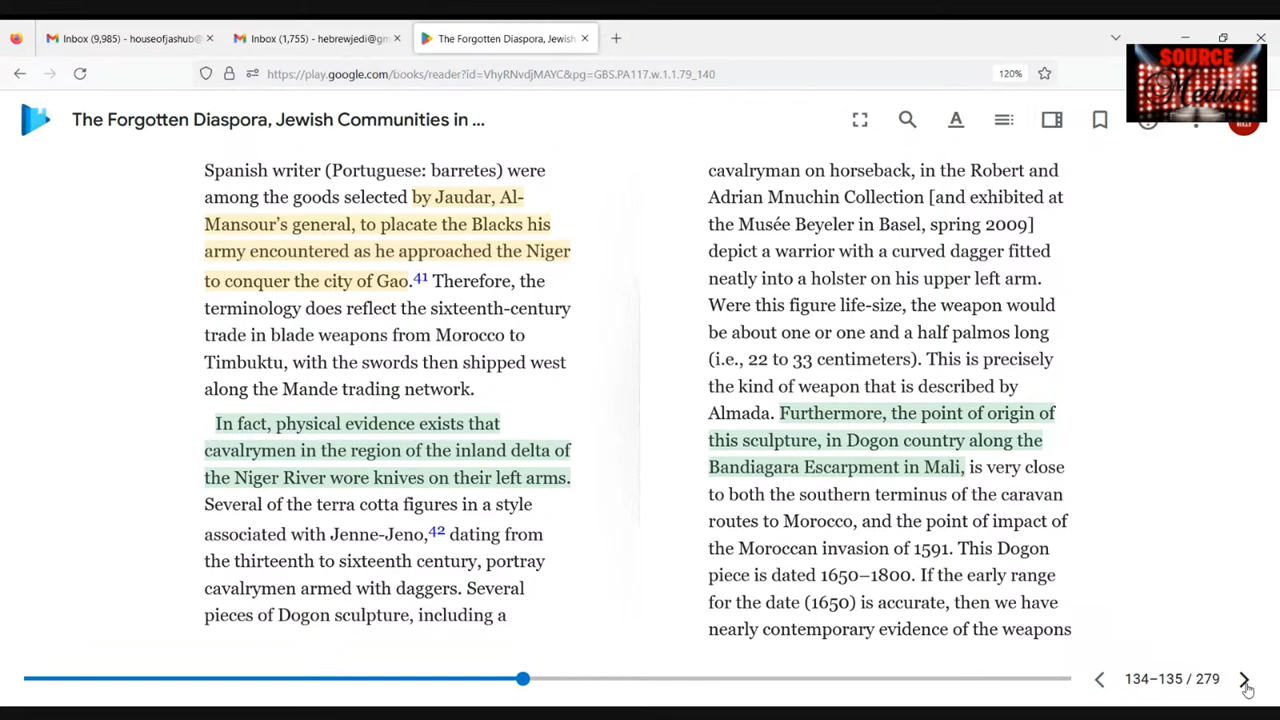 Inbox (9,985) - houseofjashub@
Inbox (1,755) - hebrewjedi@gm
The Forgotten Diaspora, Jewish
https://play.google.com/books/reader?id=VhyRNvdjMAYC&pg=GBS.PA117.w.1.1.79_140
120%
SOURCE
Media
The Forgotten Diaspora, Jewish Communities in ...
Spanish writer (Portuguese: barretes) were
among the goods selected by Jaudar, Al-
Mansour's general, to placate the Blacks his
army encountered as he approached the Niger
to conquer the city of Gao.41 Therefore, the
terminology does reflect the sixteenth-century
trade in blade weapons from Morocco to
Timbuktu, with the swords then shipped west
along the Mande trading network.
In fact, physical evidence exists that
cavalrymen in the region of the inland delta of
the Niger River wore knives on their left arms.
Several of the terra cotta figures in a style
associated with Jenne-Jeno,42 dating from
the thirteenth to sixteenth century, portray
cavalrymen armed with daggers. Several
pieces of Dogon sculpture, including a
cavalryman on horseback, in the Robert and
Adrian Mnuchin Collection [and exhibited at
the Musée Beyeler in Basel, spring 2009]
depict a warrior with a curved dagger fitted
neatly into a holster on his upper left arm.
Were this figure life-size, the weapon would
be about one or one and a half palmos long
(i.e., 22 to 33 centimeters). This is precisely
the kind of weapon that is described by
Almada. Furthermore, the point of origin of
this sculpture, in Dogon country along the
Bandiagara Escarpment in Mali, is very close
to both the southern terminus of the caravan
routes to Morocco, and the point of impact of
the Moroccan invasion of 1591. This Dogon
piece is dated 1650–1800. If the early range
for the date (1650) is accurate, then we have
nearly contemporary evidence of the weapons
134–135 / 279